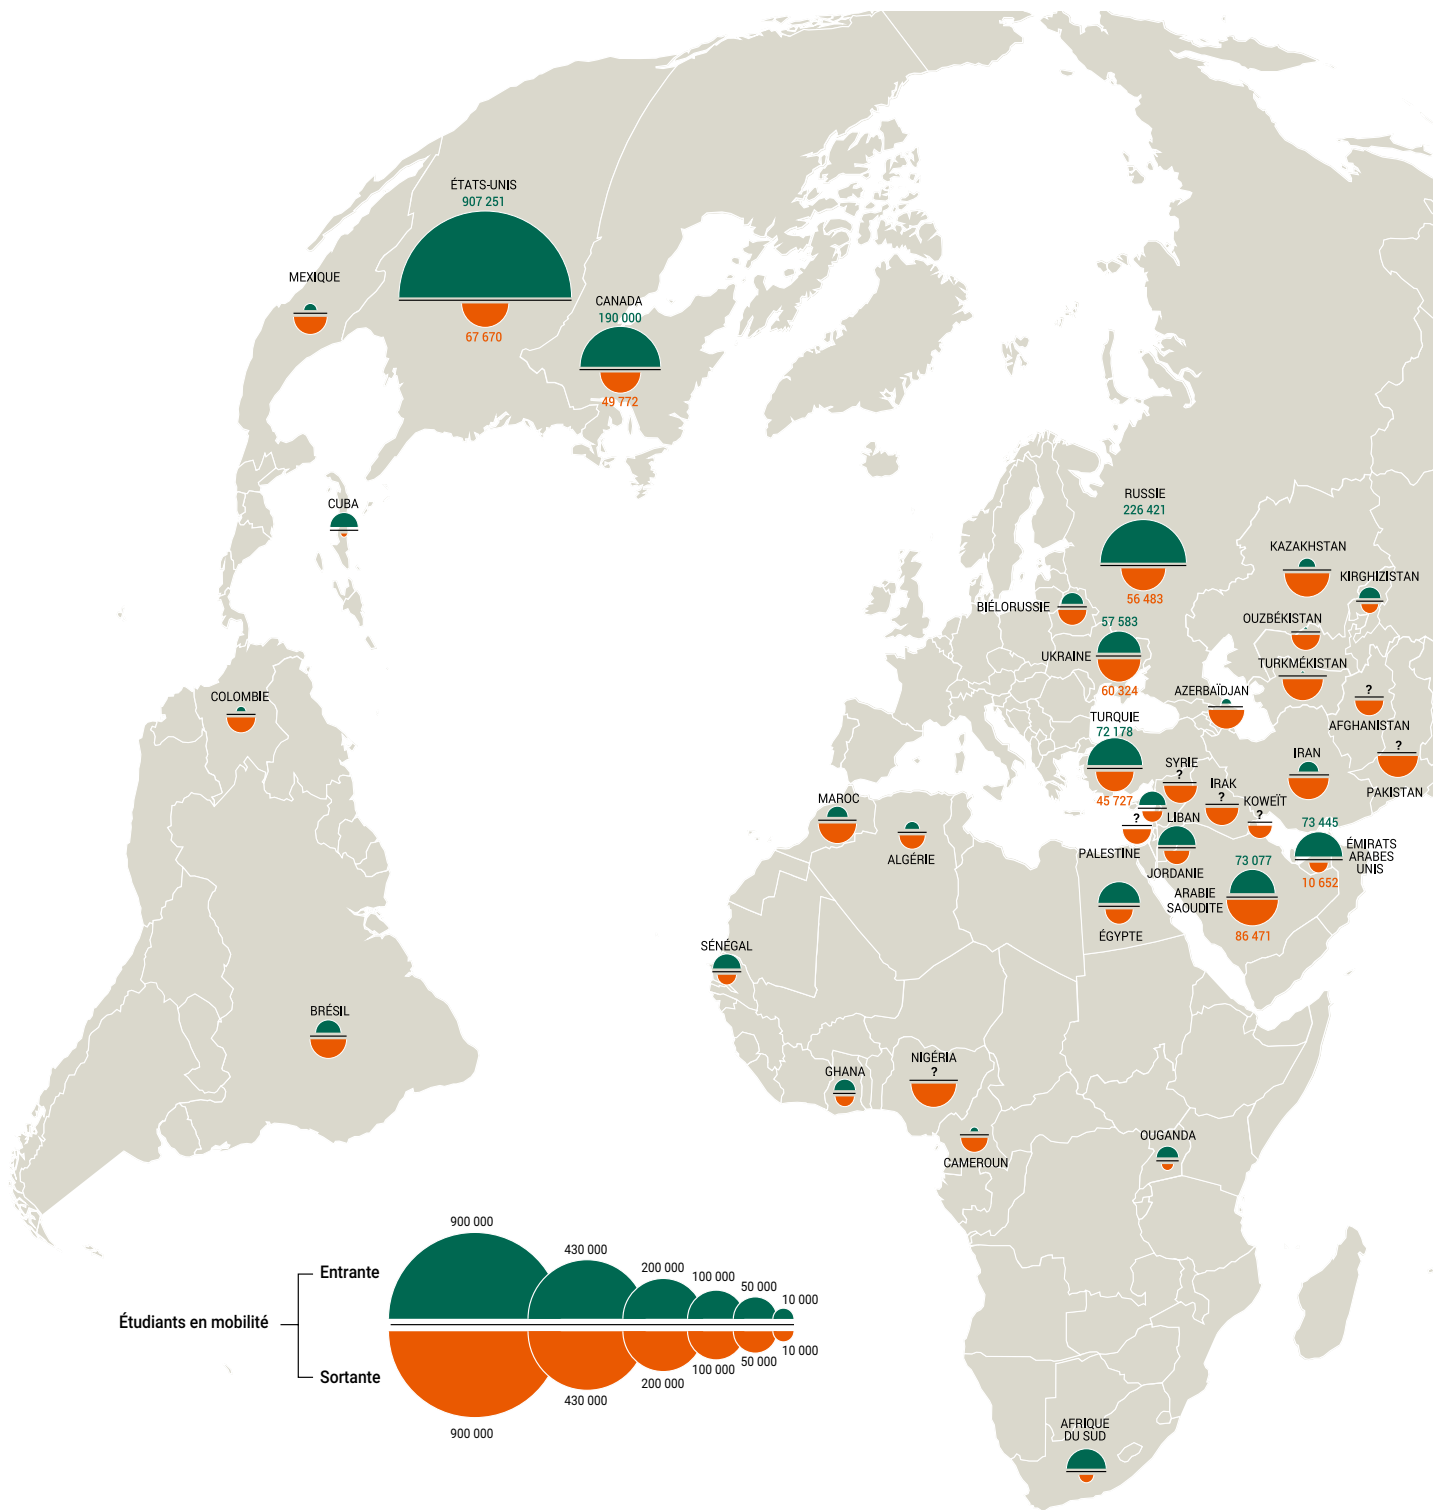 ÉTATS-UNIS
907 251
67 670
MEXIQUE
CANADA
190 000
49 772
CUBA
RUSSIE
226 421
56 483
KAZAKHSTAN
KIRGHIZISTAN
BIÉLORUSSIE
OUZBÉKISTAN
57 583
UKRAINE
60 324
TURKMÉKISTAN
COLOMBIE
AZERBAÏDJAN
?
AFGHANISTAN
TURQUIE
72 178
45 727
SYRIE
?
IRAK
?
IRAN
?
PAKISTAN
KOWEÏT
?
MAROC
ALGÉRIE
LIBAN
?
PALESTINE
JORDANIE
73 445
ÉMIRATS
ARABES
UNIS
10 652
73 077
ARABIE
SAOUDITE
86 471
ÉGYPTE
SÉNÉGAL
BRÉSIL
GHANA
NIGÉRIA
?
CAMEROUN
OUGANDA
AFRIQUE
DU SUD
Étudiants en mobilité
Entrante
900 000
430 000
200 000
100 000
50 000
10 000
Sortante
900 000
430 000
200 000
100 000
50 000
10 000